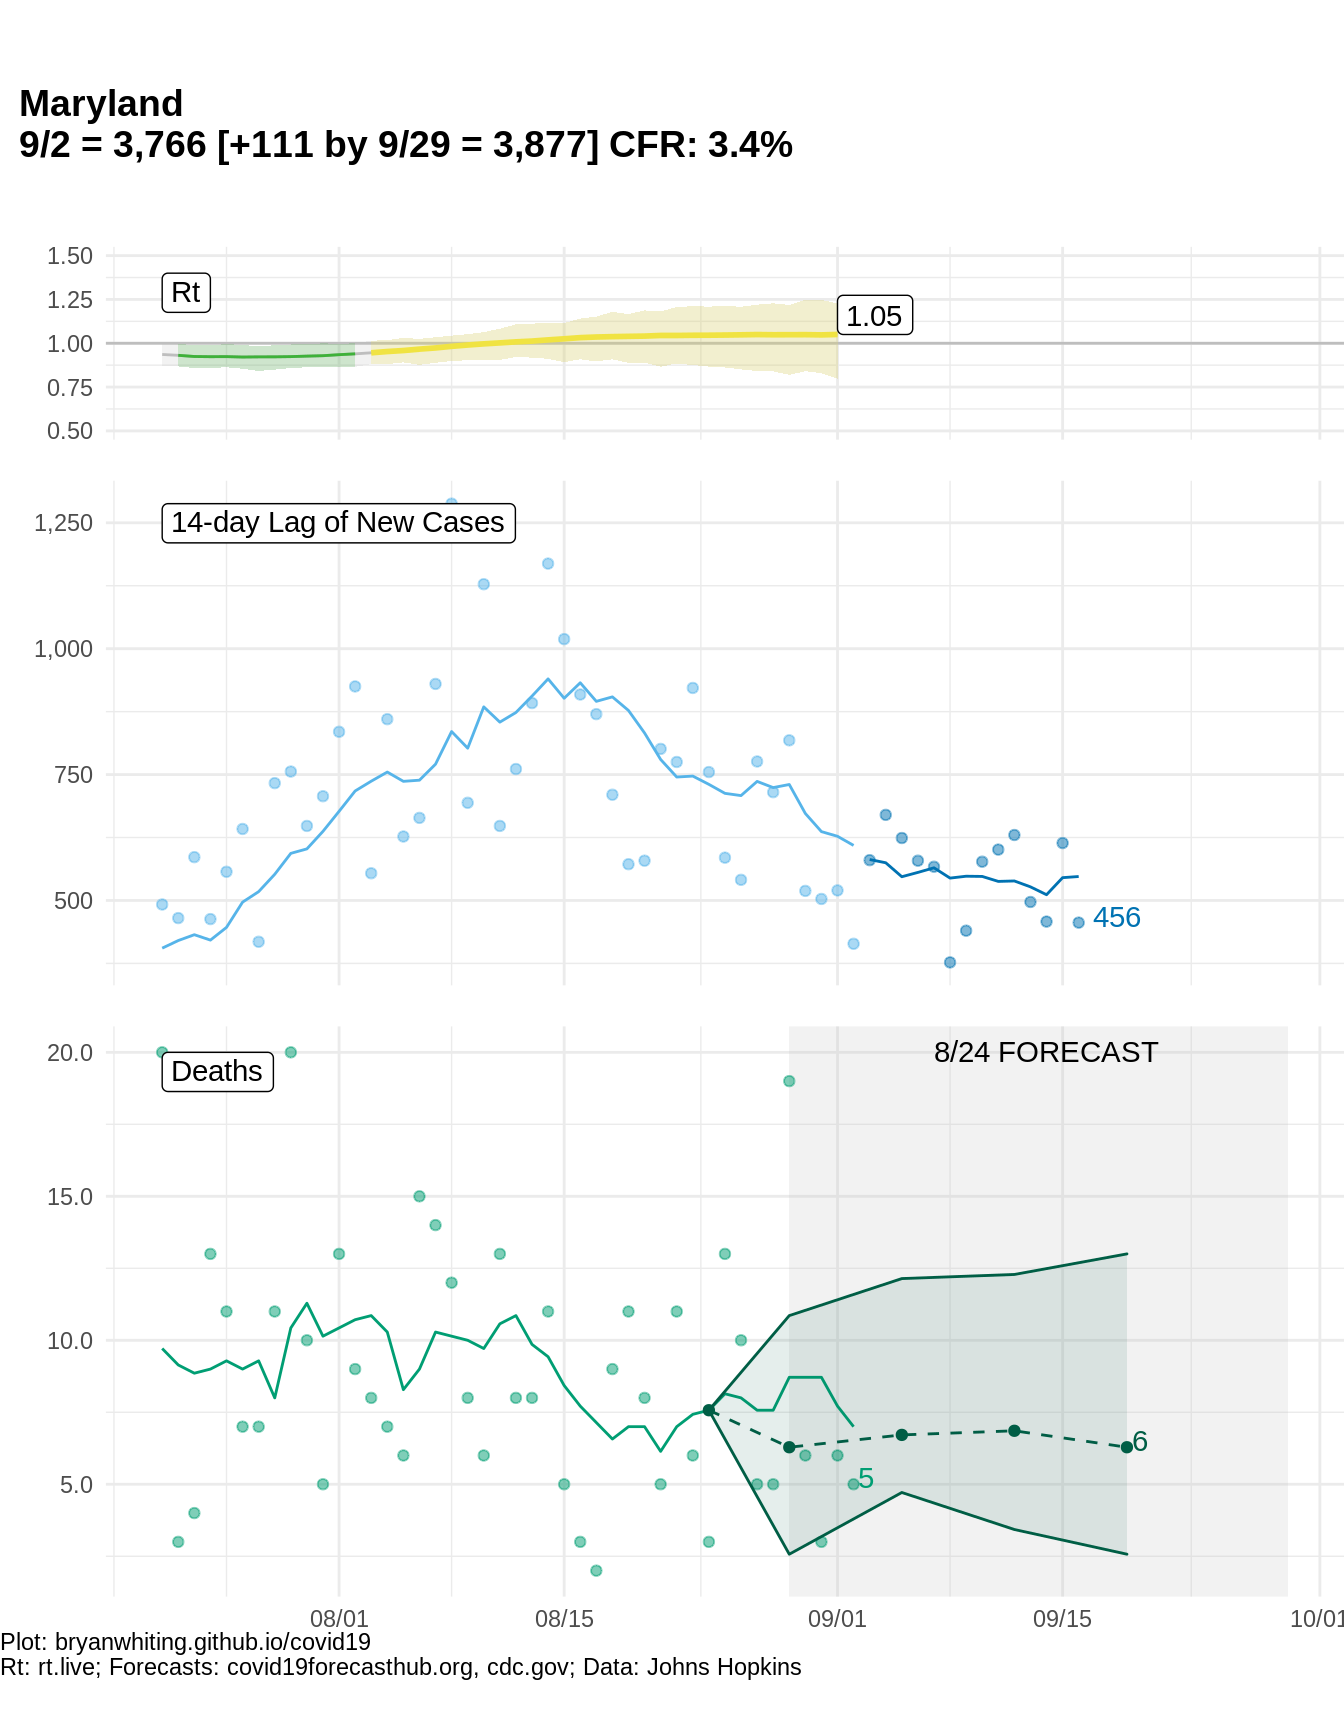 Maryland
9/2 = 3,766 [+111 by 9/29 = 3,877] CFR: 3.4%
1.50
Rt
1.25
1.05
1.00
0.75
0.50
14-day Lag of New Cases
1,250
1,000
750
500
456
20.0
8/24 FORECAST
Deaths
15.0
10.0
6
5
5.0
08/01 08/15 09/01 09/15 10/01
Plot: bryanwhiting.github.io/covid19
Rt: rt.live; Forecasts: covid19forecasthub.org, cdc.gov; Data: Johns Hopkins